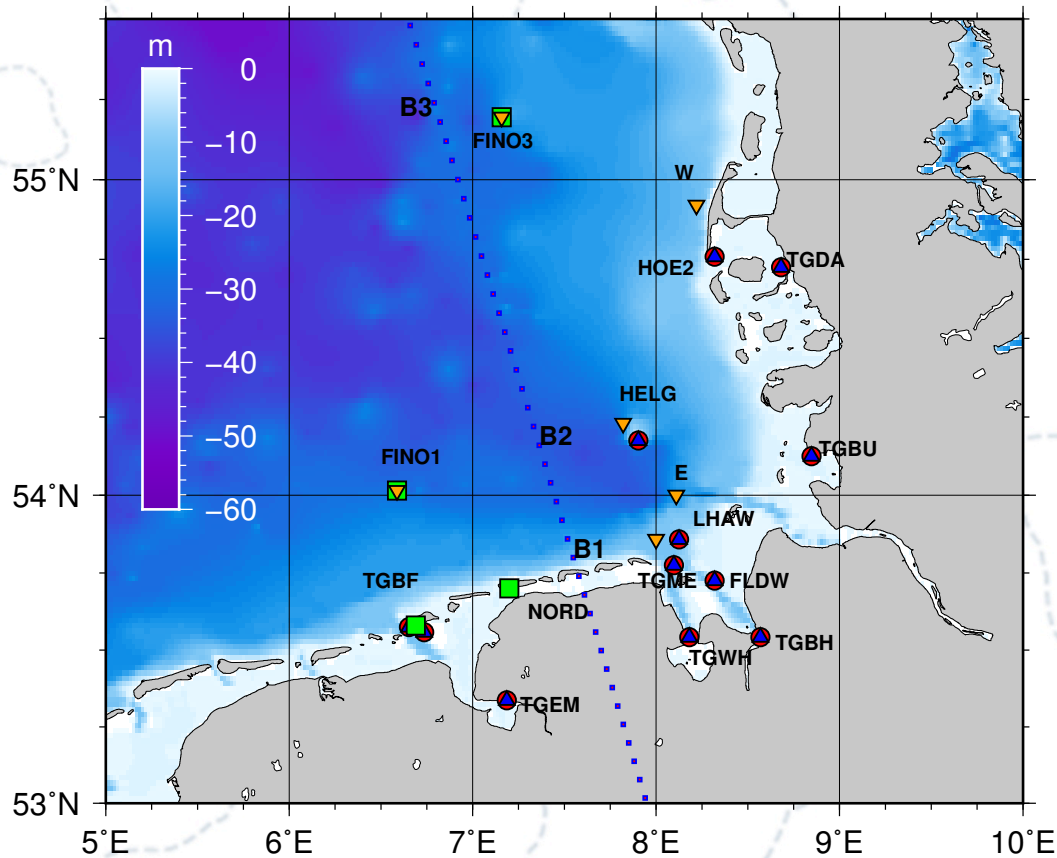 m
0
−10
−20
−30
−40
−50
−60
B3
FINO3
55°N
W
HOE2
TGDA
HELG
B2
TGBU
FINO1
E
54°N
LHAW
B1
TGBF
TGME
FLDW
NORD
TGBH
TGWH
TGEM
53°N
5°E
6°E
7°E
8°E
9°E
10°E